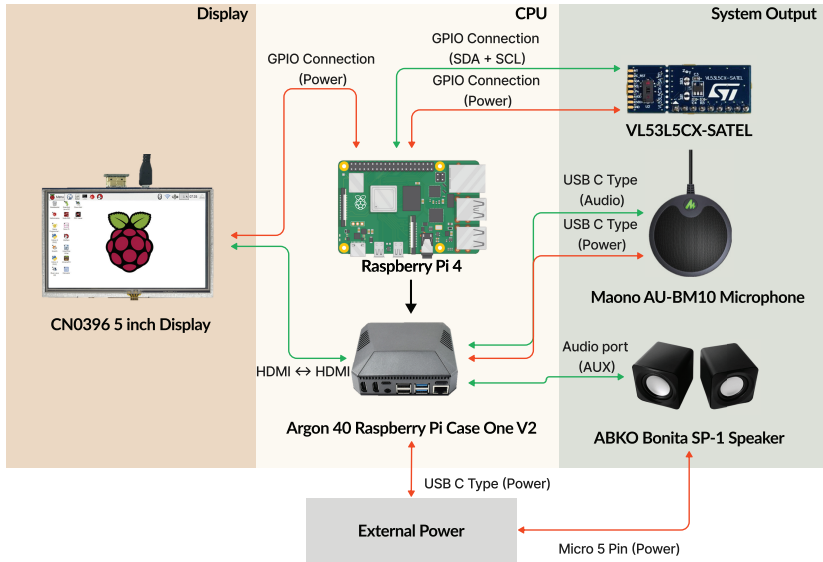 Display
CPU
System Output
GPIO Connection
(SDA + SCL)
GPIO Connection
(Power)
GPIO Connection
(Power)
VL53L5CX-SATEL
VL53L5CX-SATEL
USB C Type
(Audio)
USB C Type
(Power)
Raspberry Pi 4
Maono AU-BM10 Microphone
CN0396 5 inch Display
HDMI ↔ HDMI
Audio port
(AUX)
Argon 40 Raspberry Pi Case One V2
ABKO Bonita SP-1 Speaker
USB C Type (Power)
External Power
Micro 5 Pin (Power)